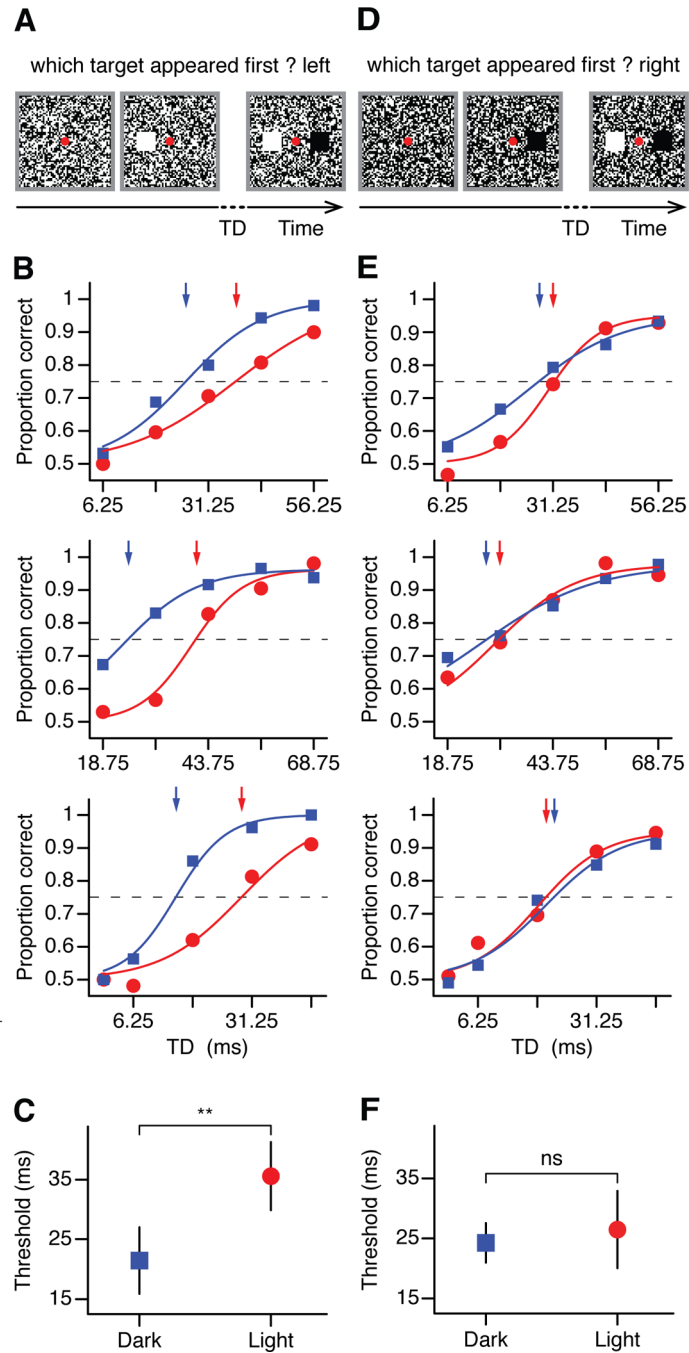 A
which target appeared first ? left
TD
Time
D
which target appeared first ? right
TD
Time
B
Proportion correct
1
0.9
0.8
0.7
0.6
0.5
6.25
31.25
56.25
Proportion correct
1
0.9
0.8
0.7
0.6
0.5
18.75
43.75
68.75
Proportion correct
1
0.9
0.8
0.7
0.6
0.5
6.25
31.25
TD (ms)
E
Proportion correct
1
0.9
0.8
0.7
0.6
0.5
6.25
31.25
56.25
Proportion correct
1
0.9
0.8
0.7
0.6
0.5
18.75
43.75
68.75
Proportion correct
1
0.9
0.8
0.7
0.6
0.5
6.25
31.25
TD (ms)
C
Threshold (ms)
35
25
15
**
Dark
Light
F
Threshold (ms)
35
25
15
ns
Dark
Light